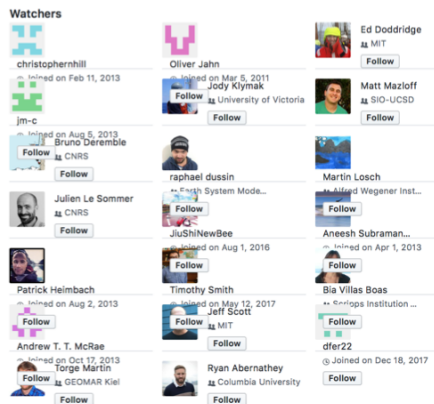 Watchers
christophernhill
Joined on Feb 11, 2013
Oliver Jahn
Joined on Mar 5, 2011
Ed Doddridge
MIT
Follow
jm-c
Joined on Aug 5, 2013
Follow
Jody Klymak
University of Victoria
Follow
Follow
Matt Mazloff
SIO-UCSD
Follow
Bruno Deremble
CNRS
Follow
raphael dussin
Earth System Mode...
Follow
Martin Losch
Alfred Wegener Inst...
Follow
Julien Le Sommer
CNRS
Follow
JiuShiNewBee
Joined on Aug 1, 2016
Follow
Aneesh Subraman...
Joined on Apr 1, 2013
Follow
Patrick Heimbach
Joined on Aug 2, 2013
Follow
Timothy Smith
Joined on May 12, 2017
Follow
Bia Villas Boas
Scripps Institution ...
Follow
Andrew T. T. McRae
Joined on Oct 17, 2013
Follow
Jeff Scott
MIT
Follow
dfer22
Joined on Dec 18, 2017
Follow
Torge Martin
GEOMAR Kiel
Follow
Ryan Abernathey
Columbia University
Follow